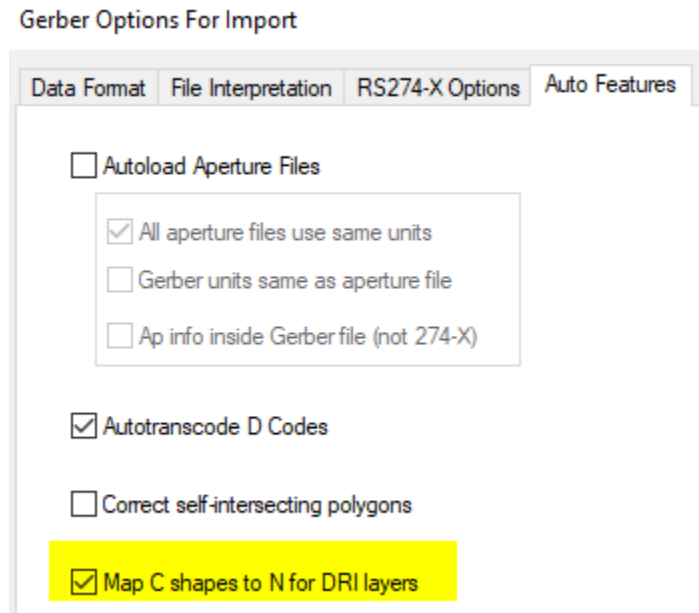 Gerber Options For Import
Data Format File Interpretation RS274-X Options Auto Features
Autoload Aperture Files
All aperture files use same units
Gerber units same as aperture file
Ap info inside Gerber file (not 274-X)
Autotranscode D Codes
Correct self-intersecting polygons
Map C shapes to N for DRI layers